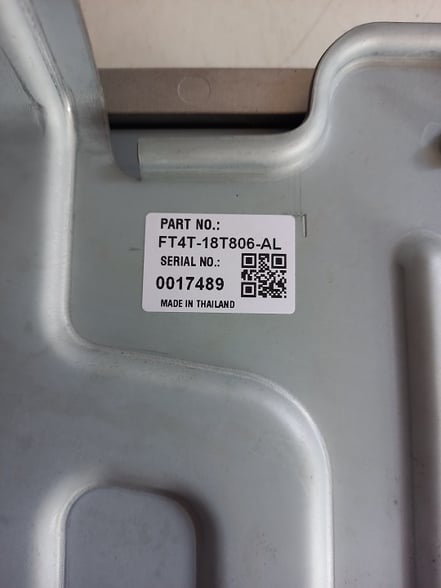 PART NO.:
FT4T-18T806-AL
SERIAL NO.:
0017489
MADE IN THAILAND